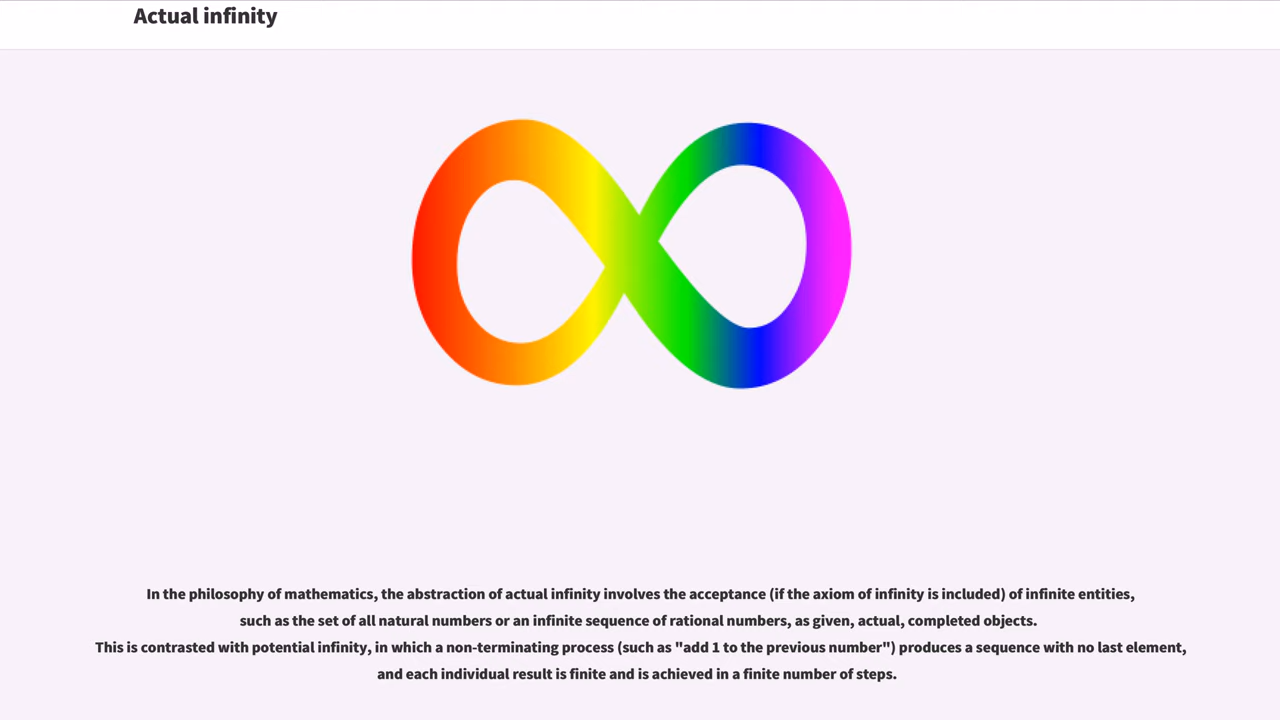 Actual infinity
In the philosophy of mathematics, the abstraction of actual infinity involves the acceptance (if the axiom of infinity is included) of infinite entities,
such as the set of all natural numbers or an infinite sequence of rational numbers, as given, actual, completed objects.
This is contrasted with potential infinity, in which a non-terminating process (such as "add 1 to the previous number") produces a sequence with no last element,
and each individual result is finite and is achieved in a finite number of steps.